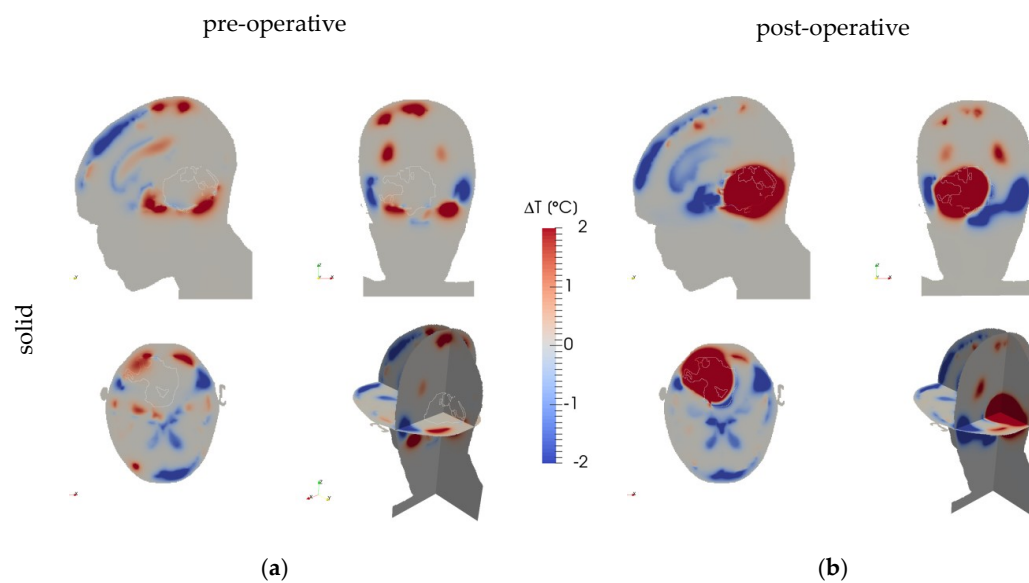 pre-operative
post-operative
solid
ΔT (°C)
2
1
0
-1
-2
(a)
(b)